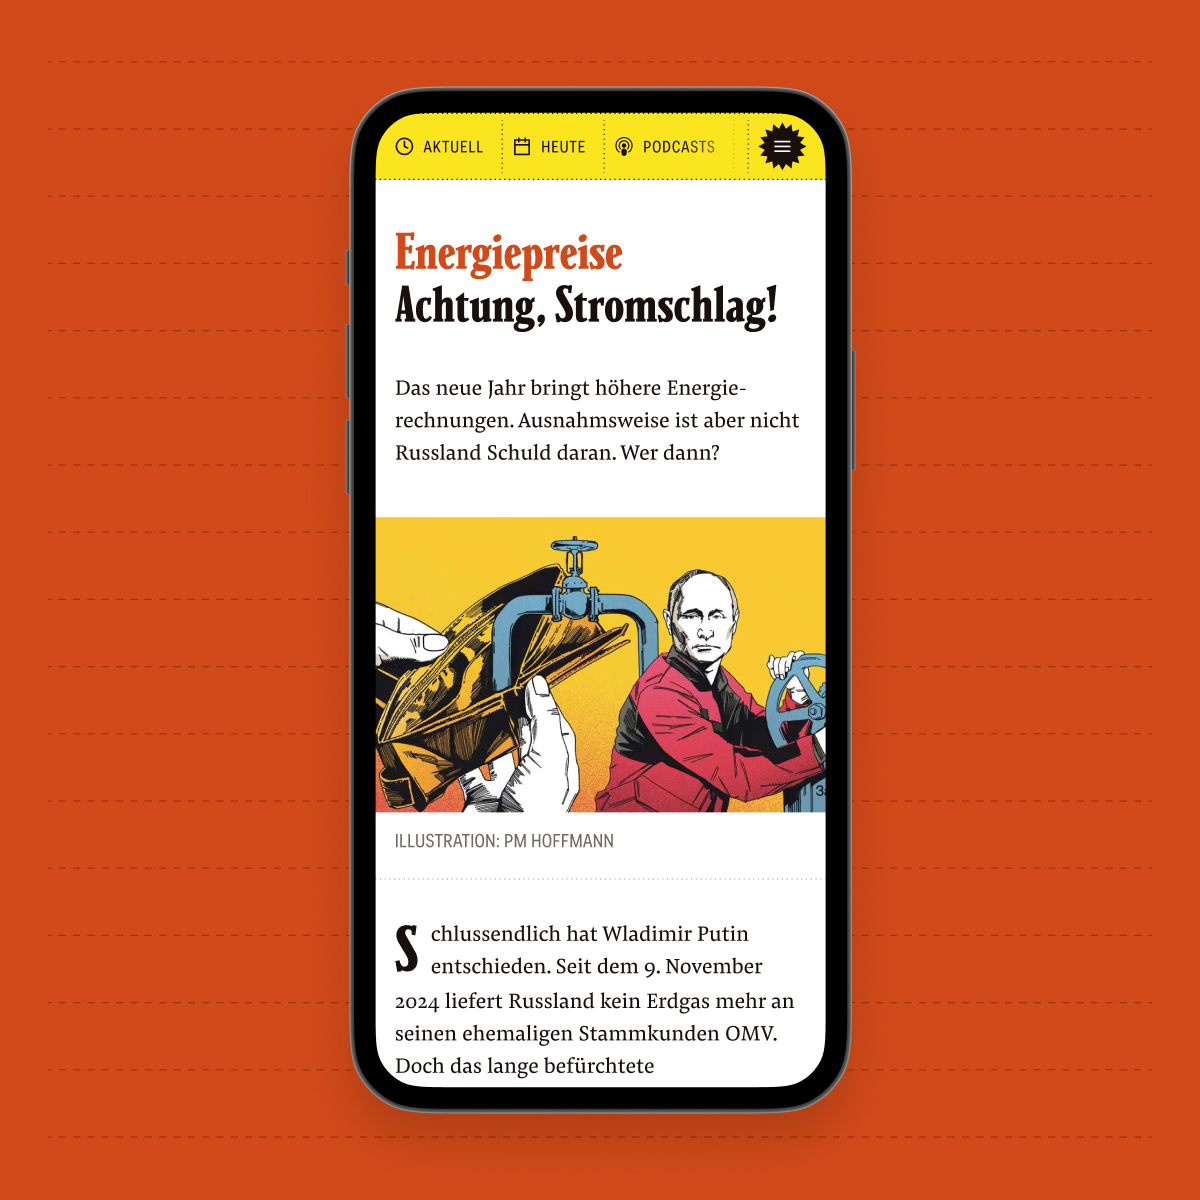 AKTUELL HEUTE PODCASTS
Energiepreise
Achtung, Stromschlag!
Das neue Jahr bringt höhere Energie-
rechnungen. Ausnahmsweise ist aber nicht
Russland Schuld daran. Wer dann?
ILLUSTRATION: PM HOFFMANN
Schlussendlich hat Wladimir Putin
entschieden. Seit dem 9. November
2024 liefert Russland kein Erdgas mehr an
seinen ehemaligen Stammkunden OMV.
Doch das lange befürchtete